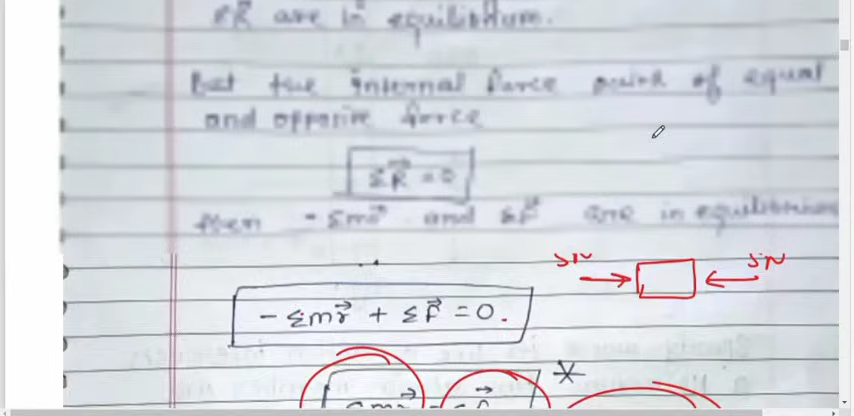 ΣR⃗ are in equilibrium.
But the internal force pair of equal
and opposite force
ΣR⃗ = 0
then - Σmr⃗ and ΣF⃗ are in equilibrium
5N 5N
- Σmr⃗ + ΣF⃗ = 0.